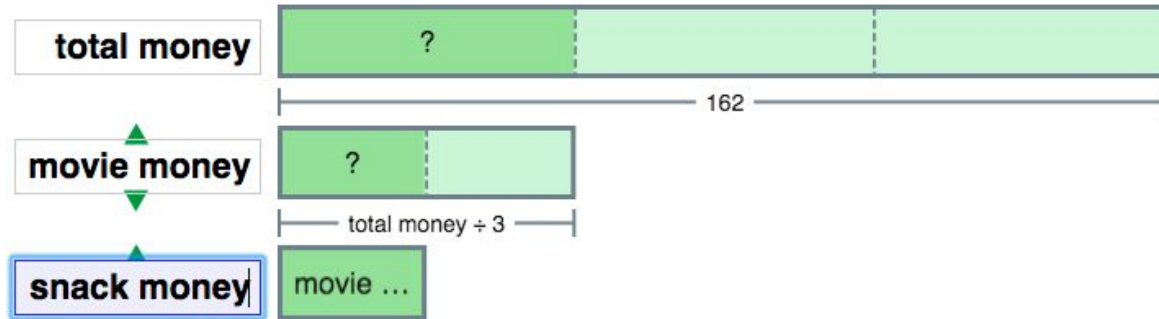 total money ?
162
movie money ?
total money ÷ 3
snack money movie ...